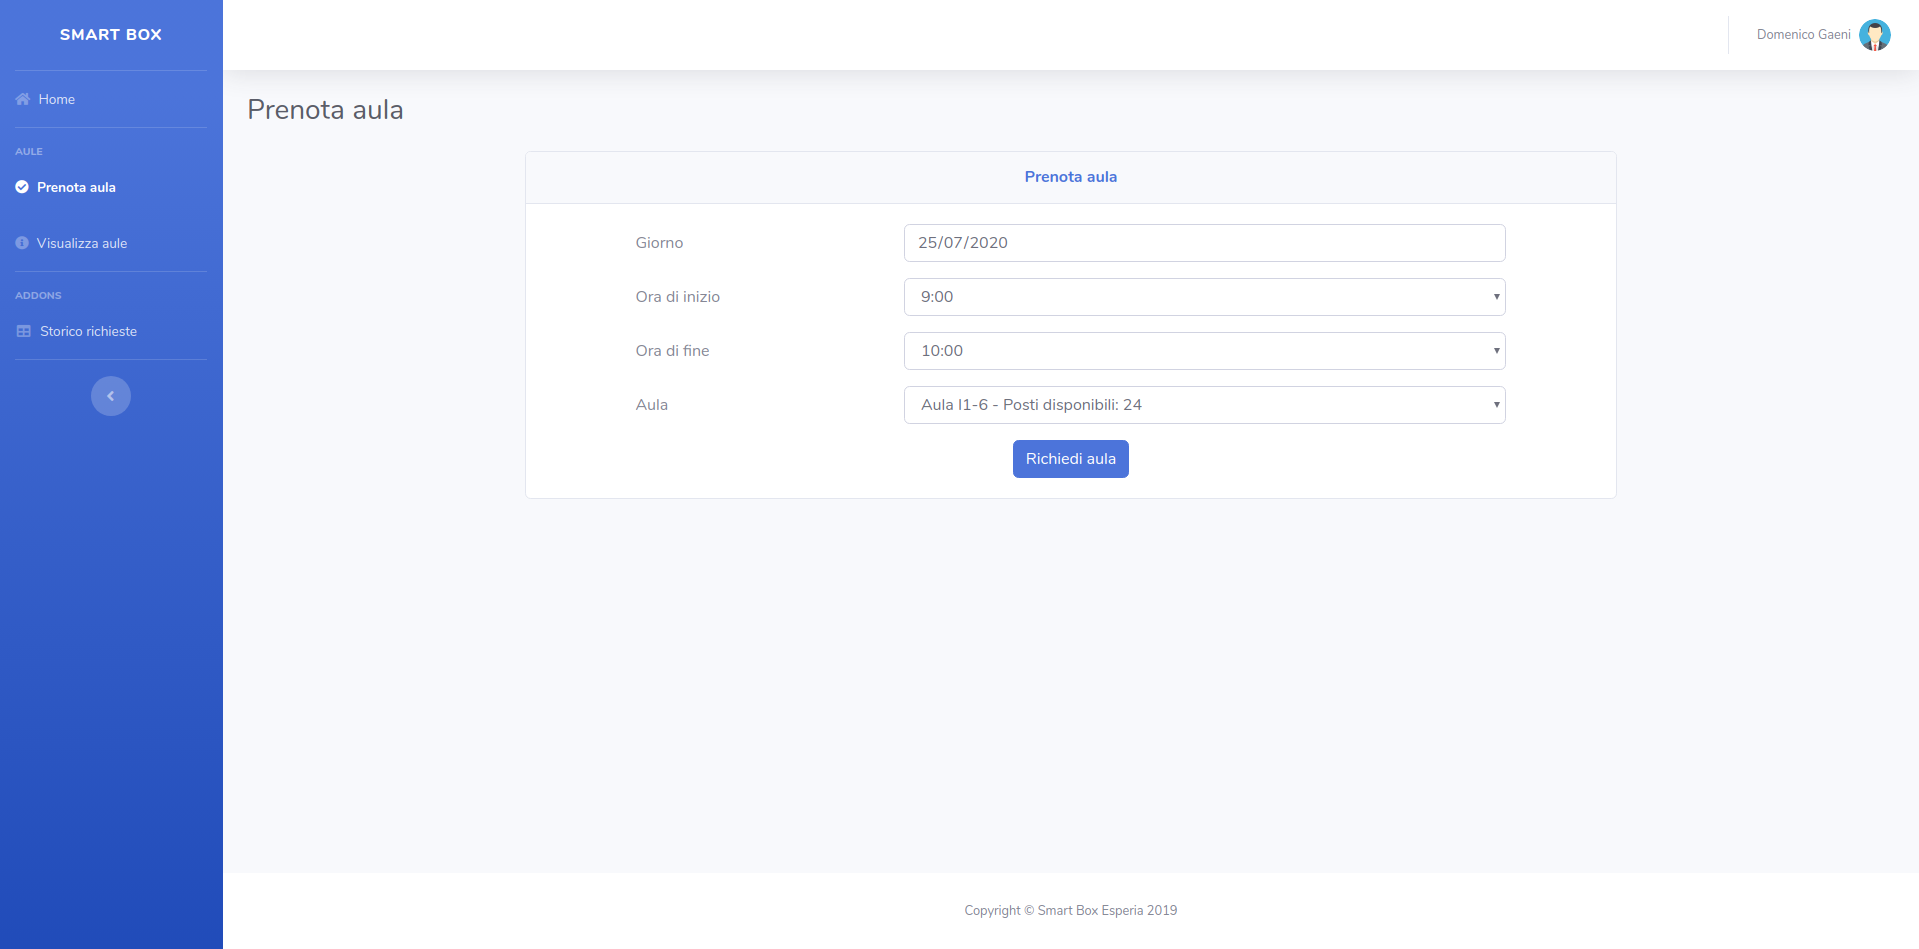 SMART BOX
Domenico Gaeni
Home
AULE
Prenota aula
Visualizza aule
ADDONS
Storico richieste
Prenota aula
Prenota aula
Giorno 25/07/2020
Ora di inizio 9:00
Ora di fine 10:00
Aula Aula I1-6 - Posti disponibili: 24
Richiedi aula
Copyright © Smart Box Esperia 2019